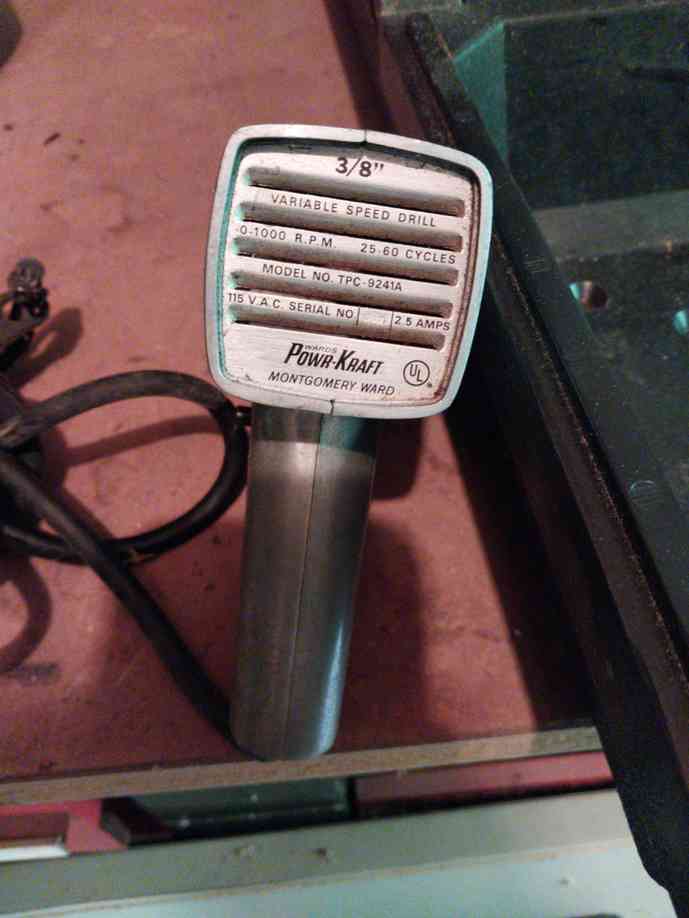 3/8"
VARIABLE SPEED DRILL
0-1000 R.P.M. 25-60 CYCLES
MODEL NO. TPC-9241A
115 V.A.C. SERIAL NO 2.5 AMPS
WARDS
POWR-KRAFT
MONTGOMERY WARD
UL